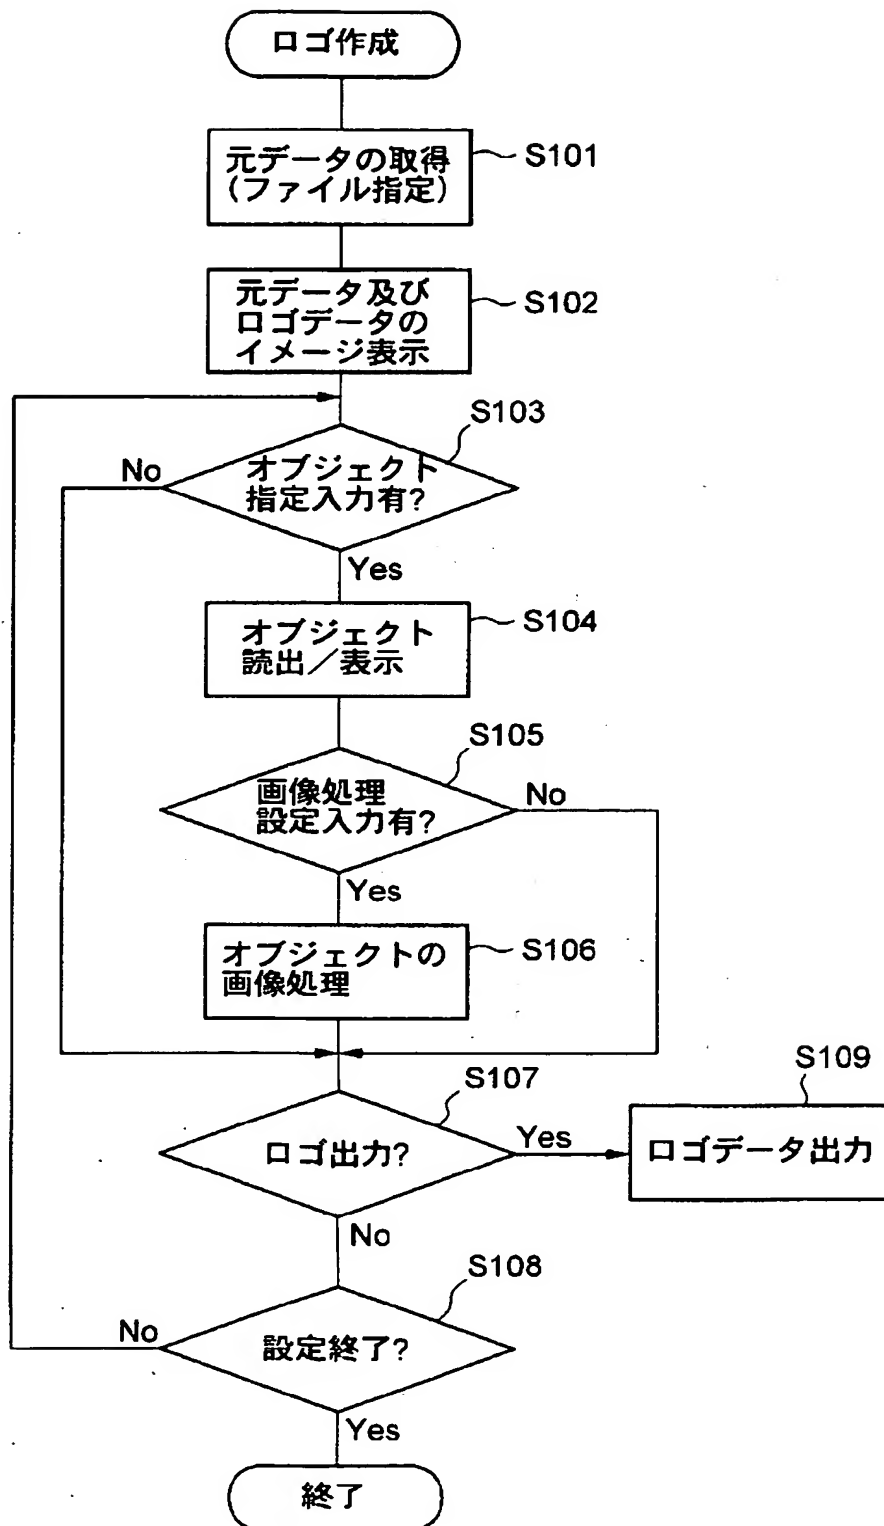 ロゴ作成
元データの取得
(ファイル指定)
S101
元データ及び
ロゴデータの
イメージ表示
S102
S103
No
オブジェクト
指定入力有?
Yes
オブジェクト
読出／表示
S104
S105
画像処理
設定入力有?
No
Yes
オブジェクトの
画像処理
S106
S107
S109
ロゴ出力?
Yes
ロゴデータ出力
No
S108
No
設定終了?
Yes
終了